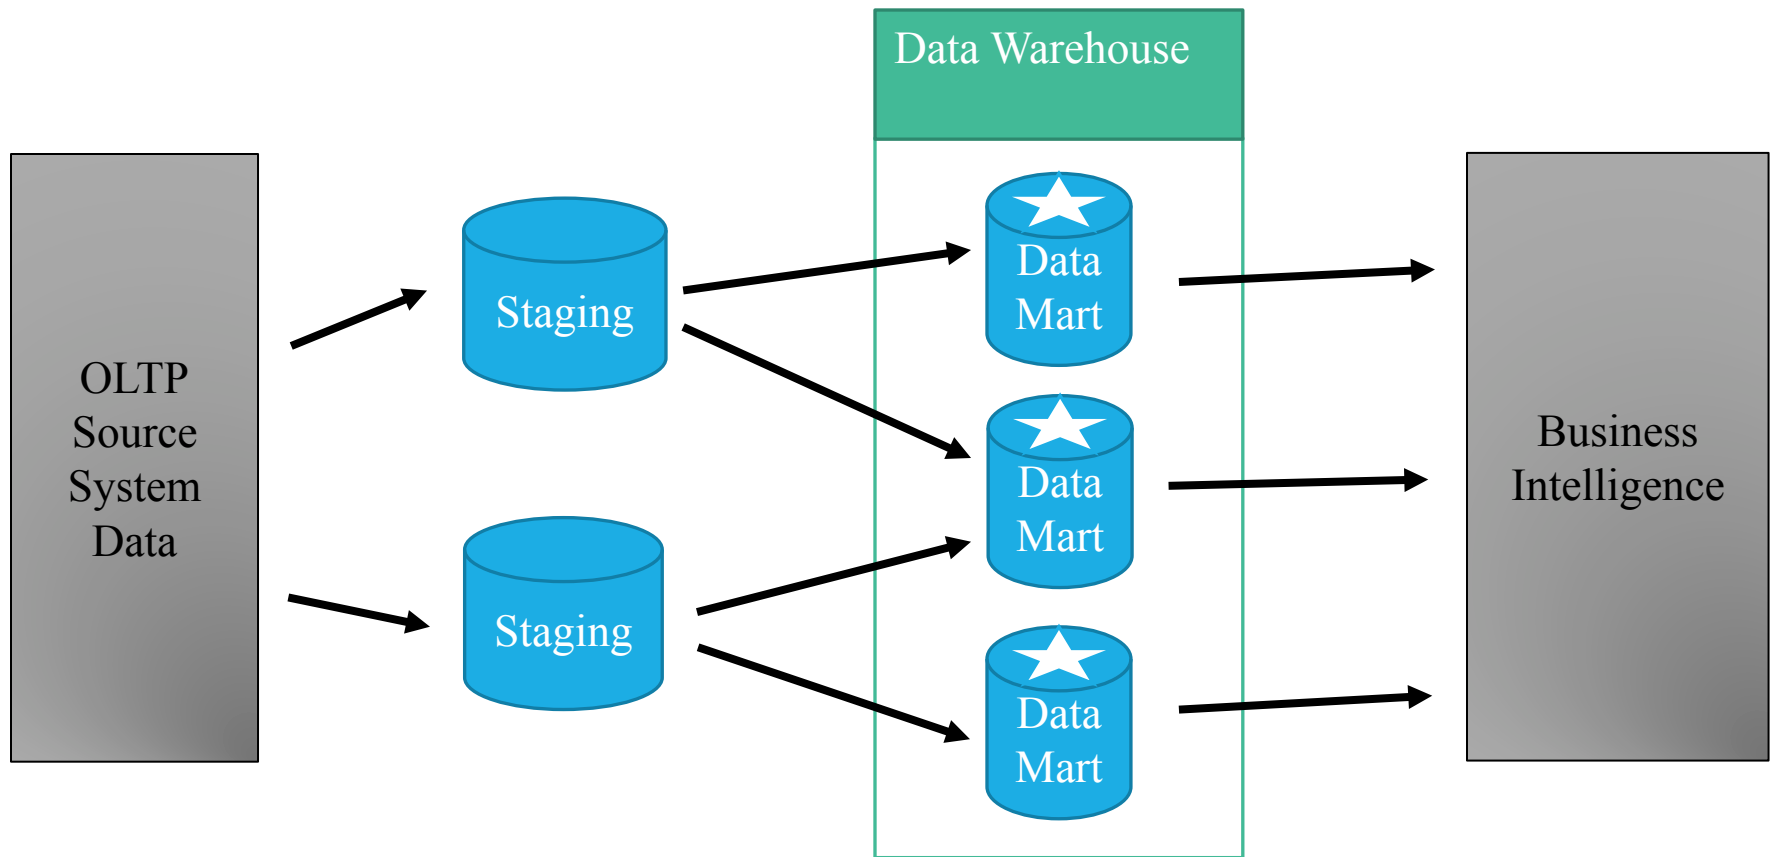 Data Warehouse
OLTP
Source
System
Data
Staging
Staging
Data
Mart
Data
Mart
Data
Mart
Business
Intelligence